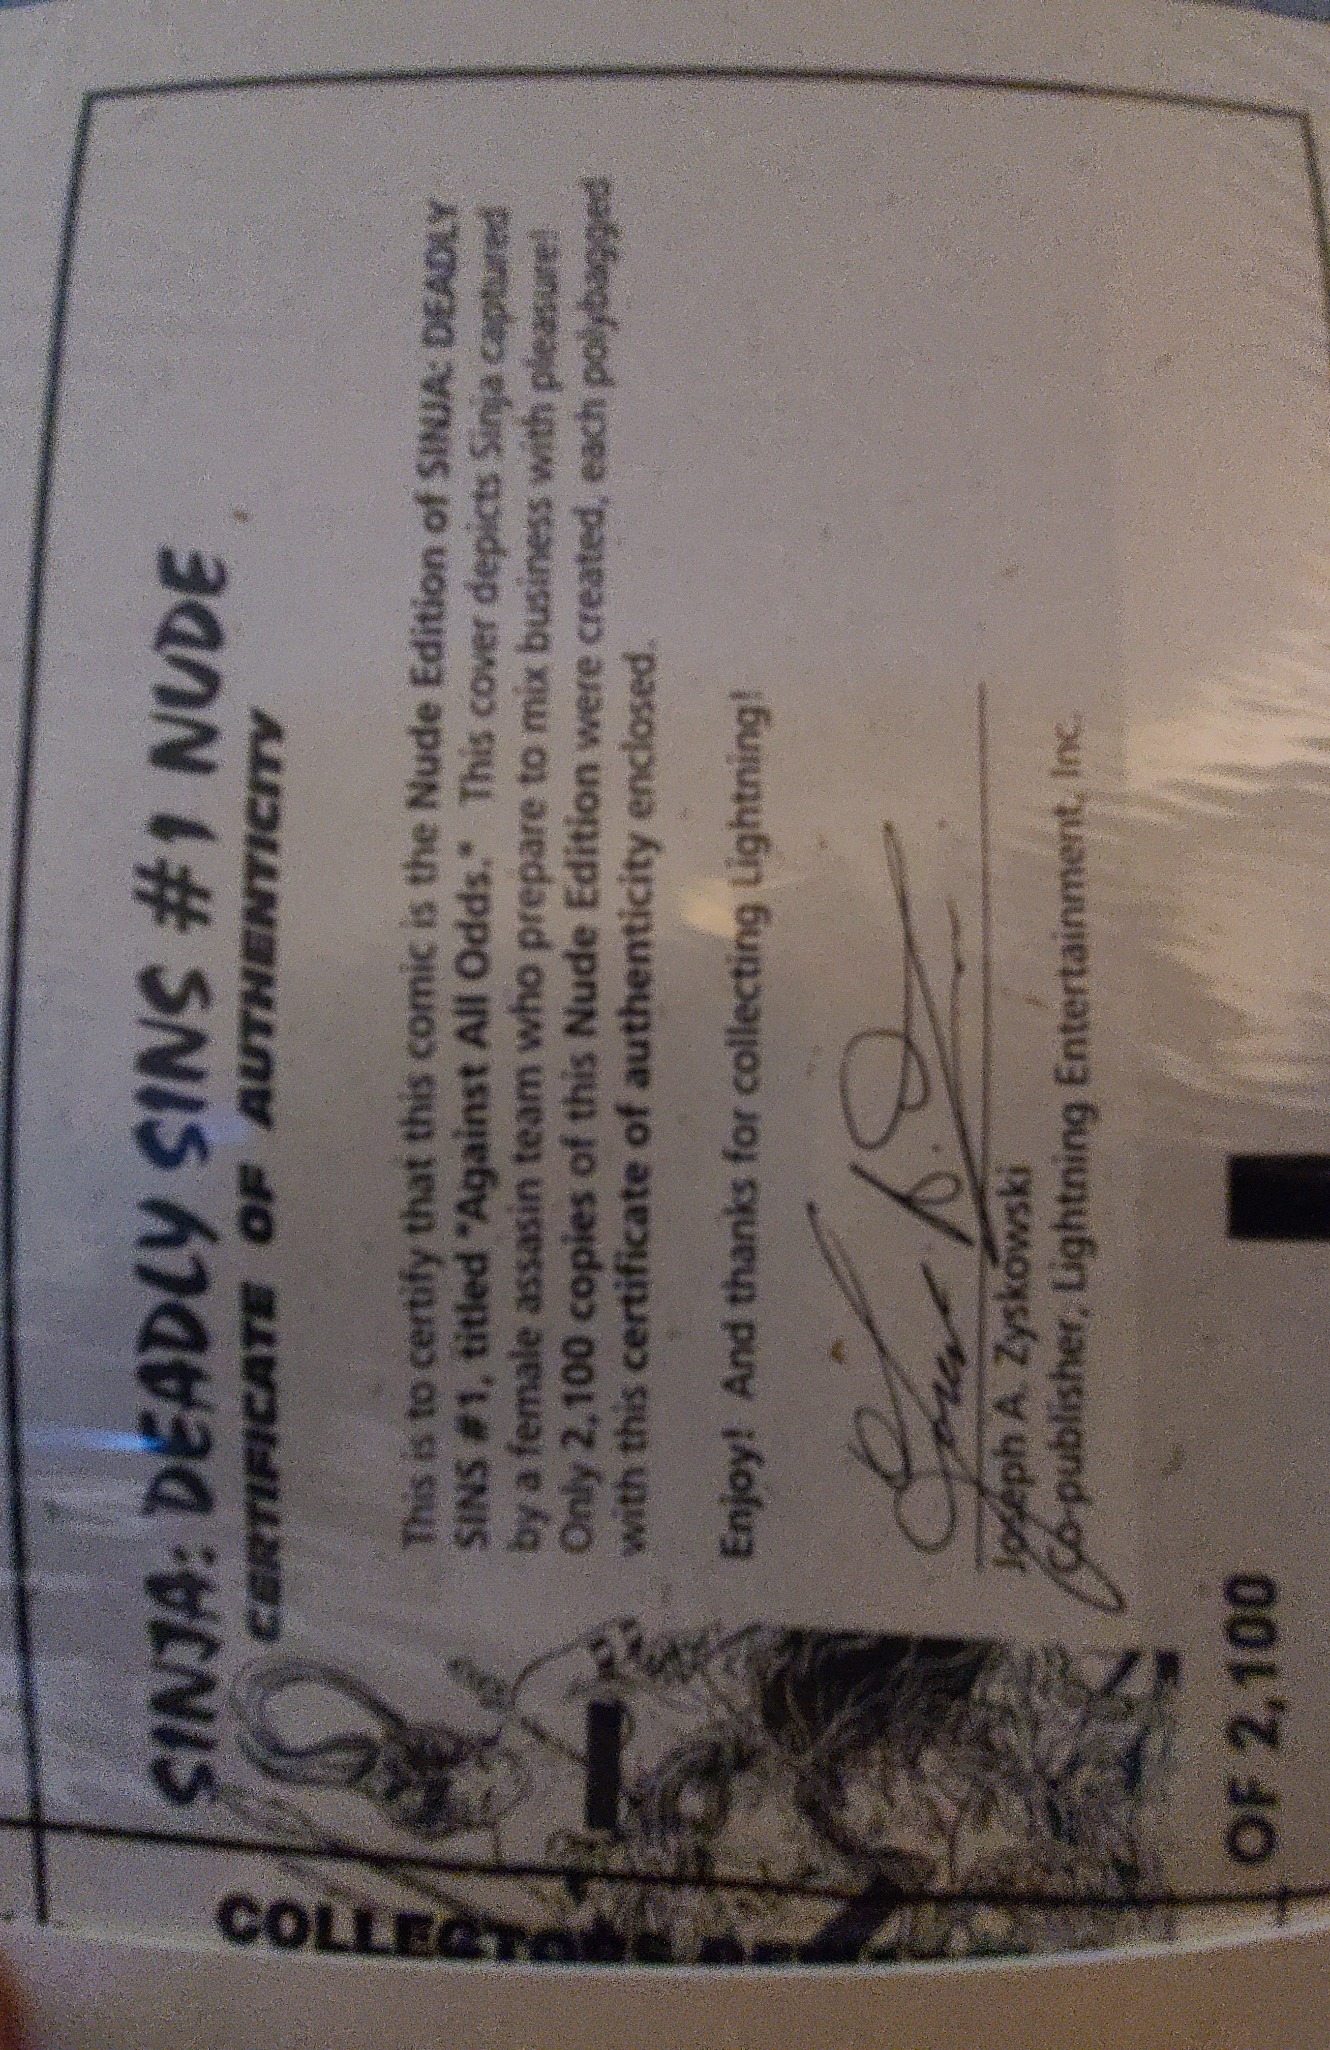 SINJA: DEADLY SINS #1 NUDE
CERTIFICATE OF AUTHENTICITY
This is to certify that this comic is the Nude Edition of SINJA: DEADLY
SINS #1, titled "Against All Odds." This cover depicts Sinja captured
by a female assasin team who prepare to mix business with pleasure!
Only 2,100 copies of this Nude Edition were created, each polybagged
with this certificate of authenticity enclosed.
Enjoy! And thanks for collecting Lightning!
Joseph A. Zyskowski
Co-publisher, Lightning Entertainment, Inc.
OF 2,100
COLLECTORS